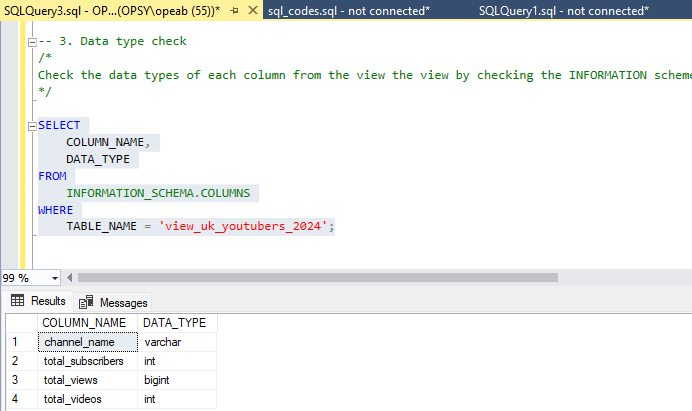 SQLQuery3.sql - OP...(OPSY\opeab (55))* sql_codes.sql - not connected* SQLQuery1.sql - not connected*
-- 3. Data type check
/*
Check the data types of each column from the view the view by checking the INFORMATION scheme
*/
SELECT
COLUMN_NAME,
DATA_TYPE
FROM
INFORMATION_SCHEMA.COLUMNS
WHERE
TABLE_NAME = 'view_uk_youtubers_2024';
99 %
Results Messages
COLUMN_NAME DATA_TYPE
1 channel_name varchar
2 total_subscribers int
3 total_views bigint
4 total_videos int